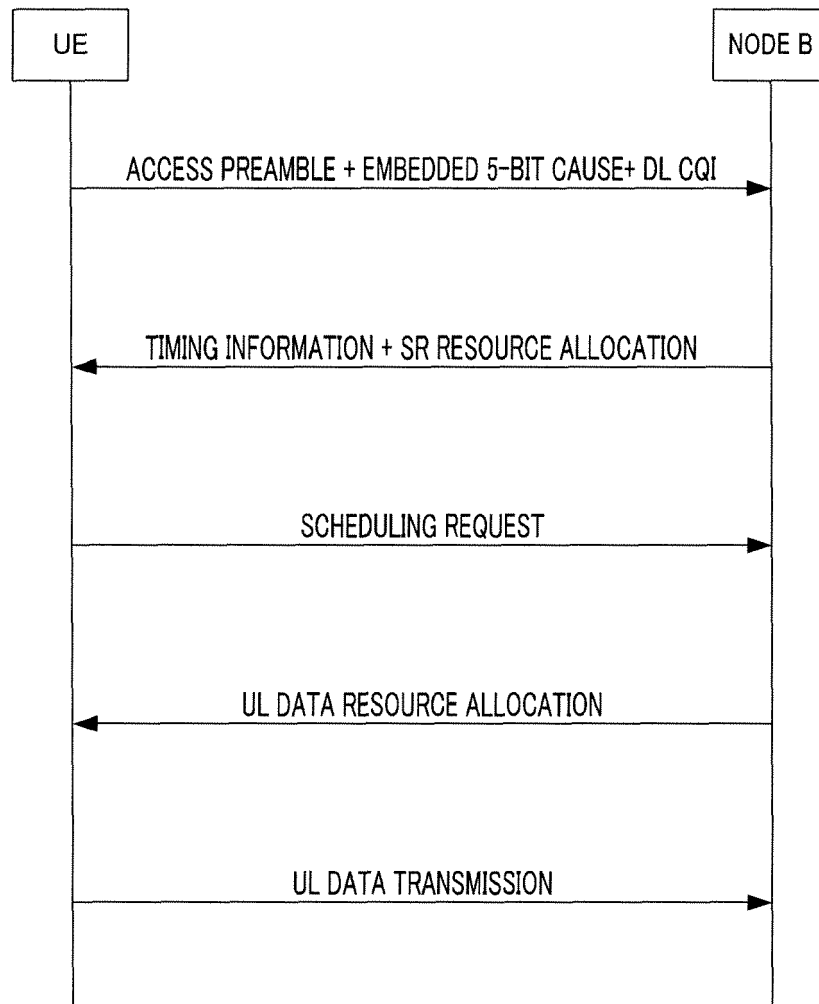 UE
NODE B
ACCESS PREAMBLE + EMBEDDED 5-BIT CAUSE+ DL CQI
TIMING INFORMATION + SR RESOURCE ALLOCATION
SCHEDULING REQUEST
UL DATA RESOURCE ALLOCATION
UL DATA TRANSMISSION